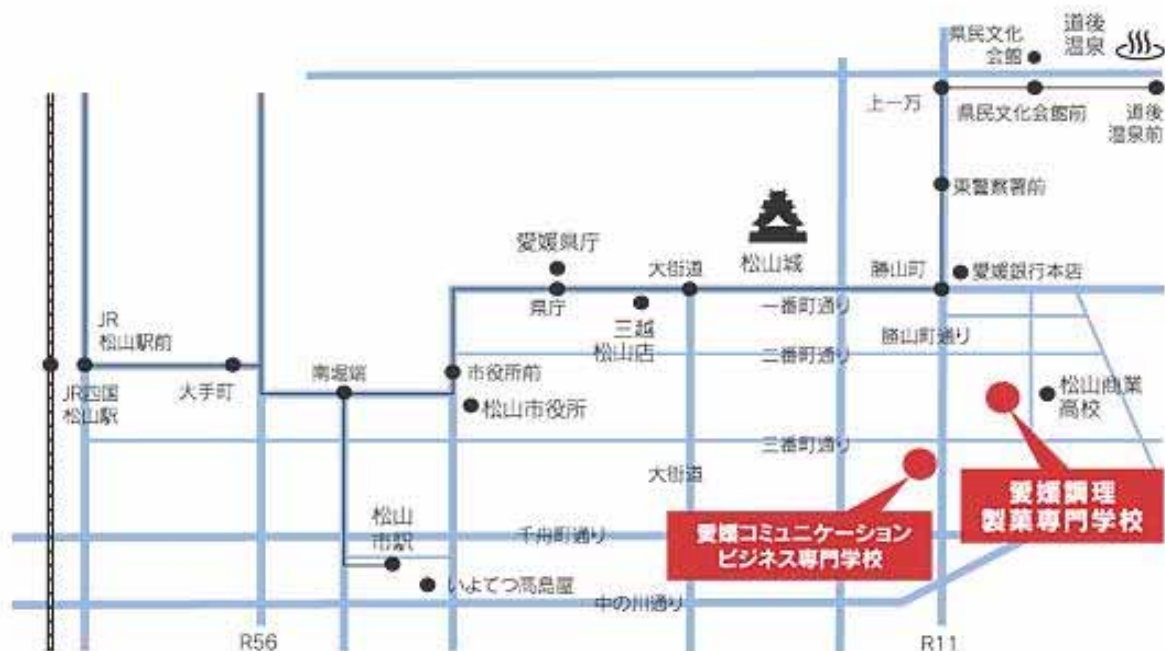 県民文化
会館
道後
温泉
上一万
県民文化会館前
道後
温泉前
東警察署前
愛媛県庁
大街道
松山城
勝山町
愛媛銀行本店
県庁
一番町通り
三越
松山店
勝山町通り
JR
松山駅前
二番町通り
南堀端
市役所前
大手町
JR四国
松山駅
松山市役所
松山商業
高校
三番町通り
大街道
愛媛調理
製菓専門学校
松山
市駅
千舟町通り
愛媛コミュニケーション
ビジネス専門学校
いよてつ髙島屋
中の川通り
R56
R11